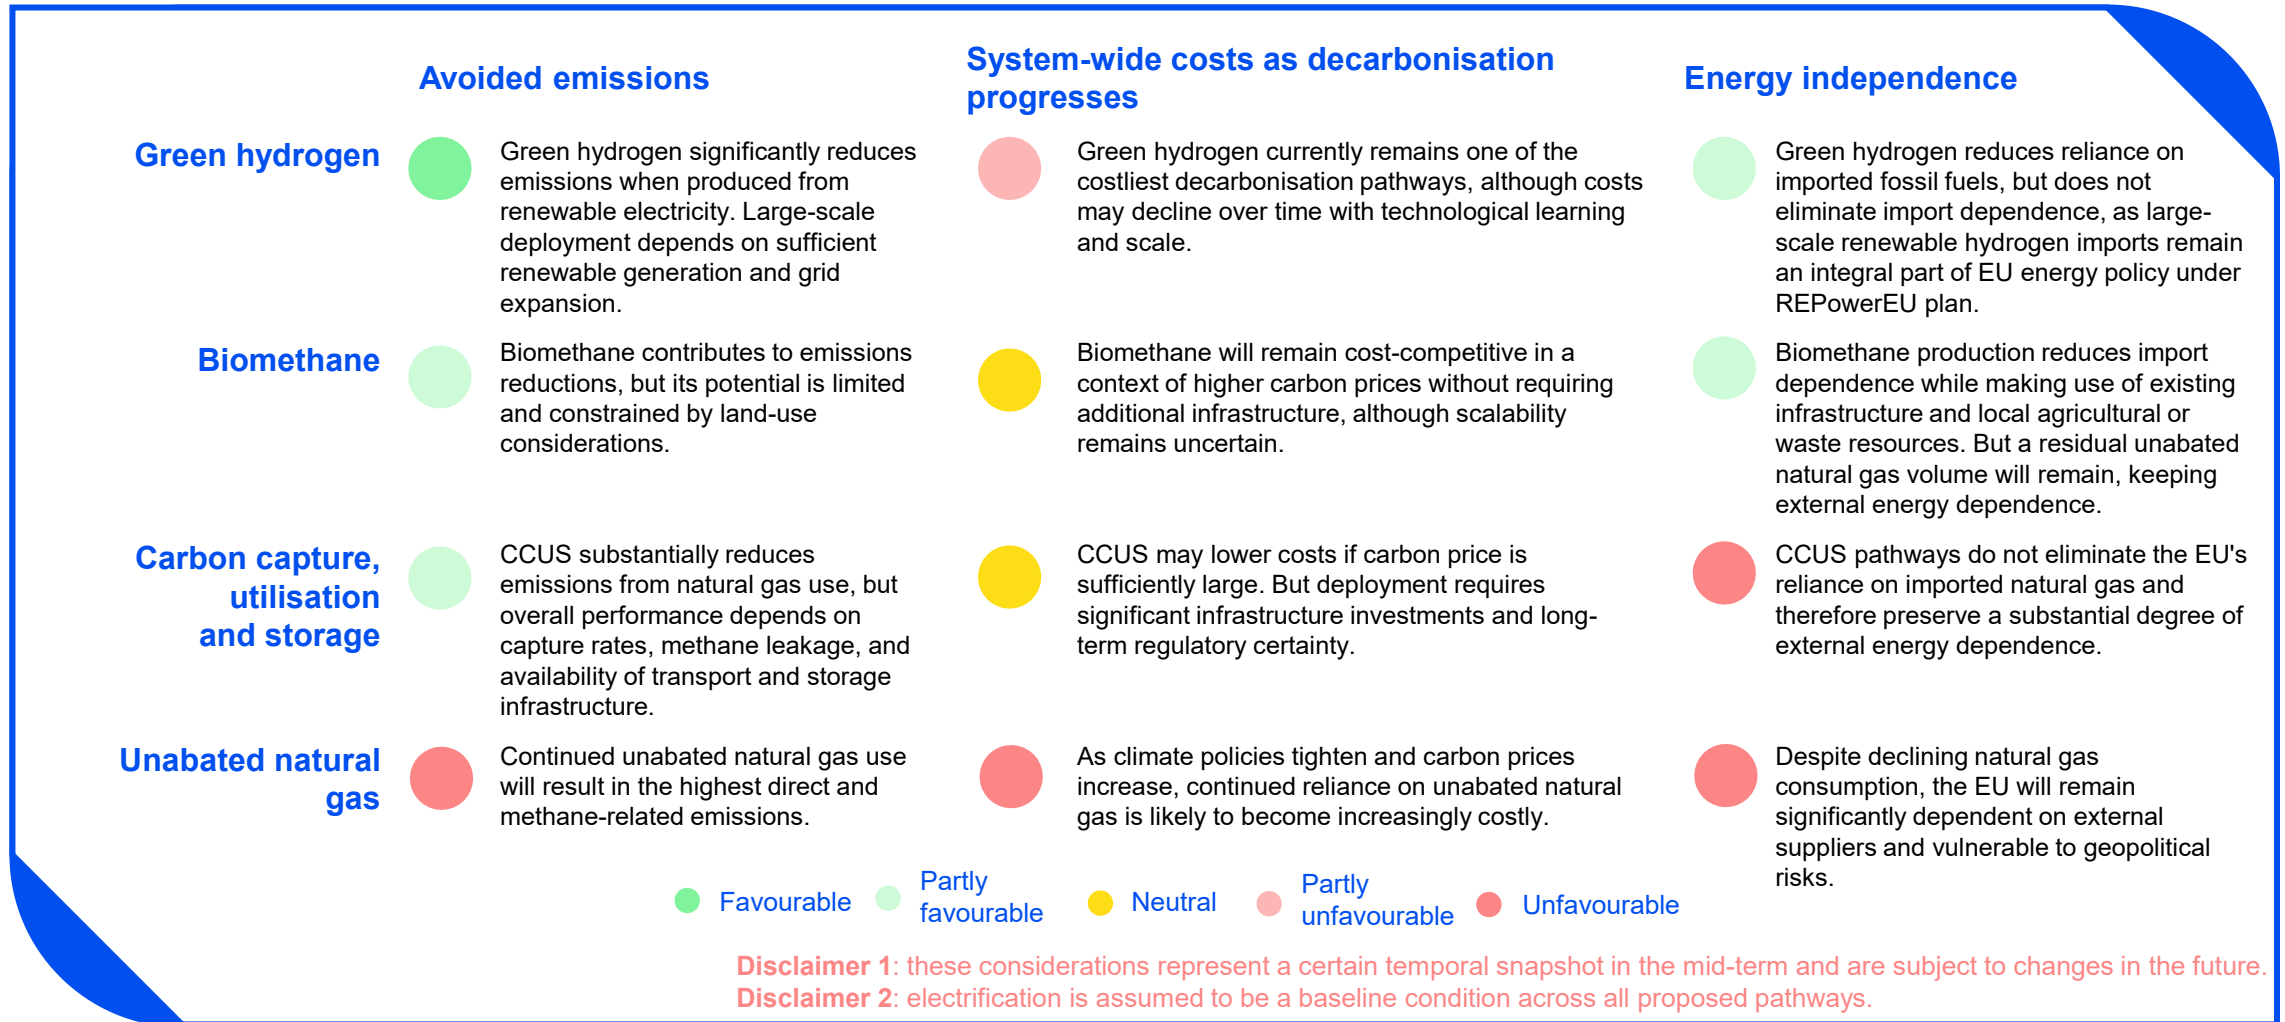 Avoided emissions
System-wide costs as decarbonisation
progresses
Energy independence
Green hydrogen
Green hydrogen significantly reduces
emissions when produced from
renewable electricity. Large-scale
deployment depends on sufficient
renewable generation and grid
expansion.
Green hydrogen currently remains one of the
costliest decarbonisation pathways, although costs
may decline over time with technological learning
and scale.
Green hydrogen reduces reliance on
imported fossil fuels, but does not
eliminate import dependence, as large-
scale renewable hydrogen imports remain
an integral part of EU energy policy under
REPowerEU plan.
Biomethane
Biomethane contributes to emissions
reductions, but its potential is limited
and constrained by land-use
considerations.
Biomethane will remain cost-competitive in a
context of higher carbon prices without requiring
additional infrastructure, although scalability
remains uncertain.
Biomethane production reduces import
dependence while making use of existing
infrastructure and local agricultural or
waste resources. But a residual unabated
natural gas volume will remain, keeping
external energy dependence.
Carbon capture,
utilisation
and storage
CCUS substantially reduces
emissions from natural gas use, but
overall performance depends on
capture rates, methane leakage, and
availability of transport and storage
infrastructure.
CCUS may lower costs if carbon price is
sufficiently large. But deployment requires
significant infrastructure investments and long-
term regulatory certainty.
CCUS pathways do not eliminate the EU's
reliance on imported natural gas and
therefore preserve a substantial degree of
external energy dependence.
Unabated natural
gas
Continued unabated natural gas use
will result in the highest direct and
methane-related emissions.
As climate policies tighten and carbon prices
increase, continued reliance on unabated natural
gas is likely to become increasingly costly.
Despite declining natural gas
consumption, the EU will remain
significantly dependent on external
suppliers and vulnerable to geopolitical
risks.
Favourable
Partly
favourable
Neutral
Partly
unfavourable
Unfavourable
Disclaimer 1: these considerations represent a certain temporal snapshot in the mid-term and are subject to changes in the future.
Disclaimer 2: electrification is assumed to be a baseline condition across all proposed pathways.